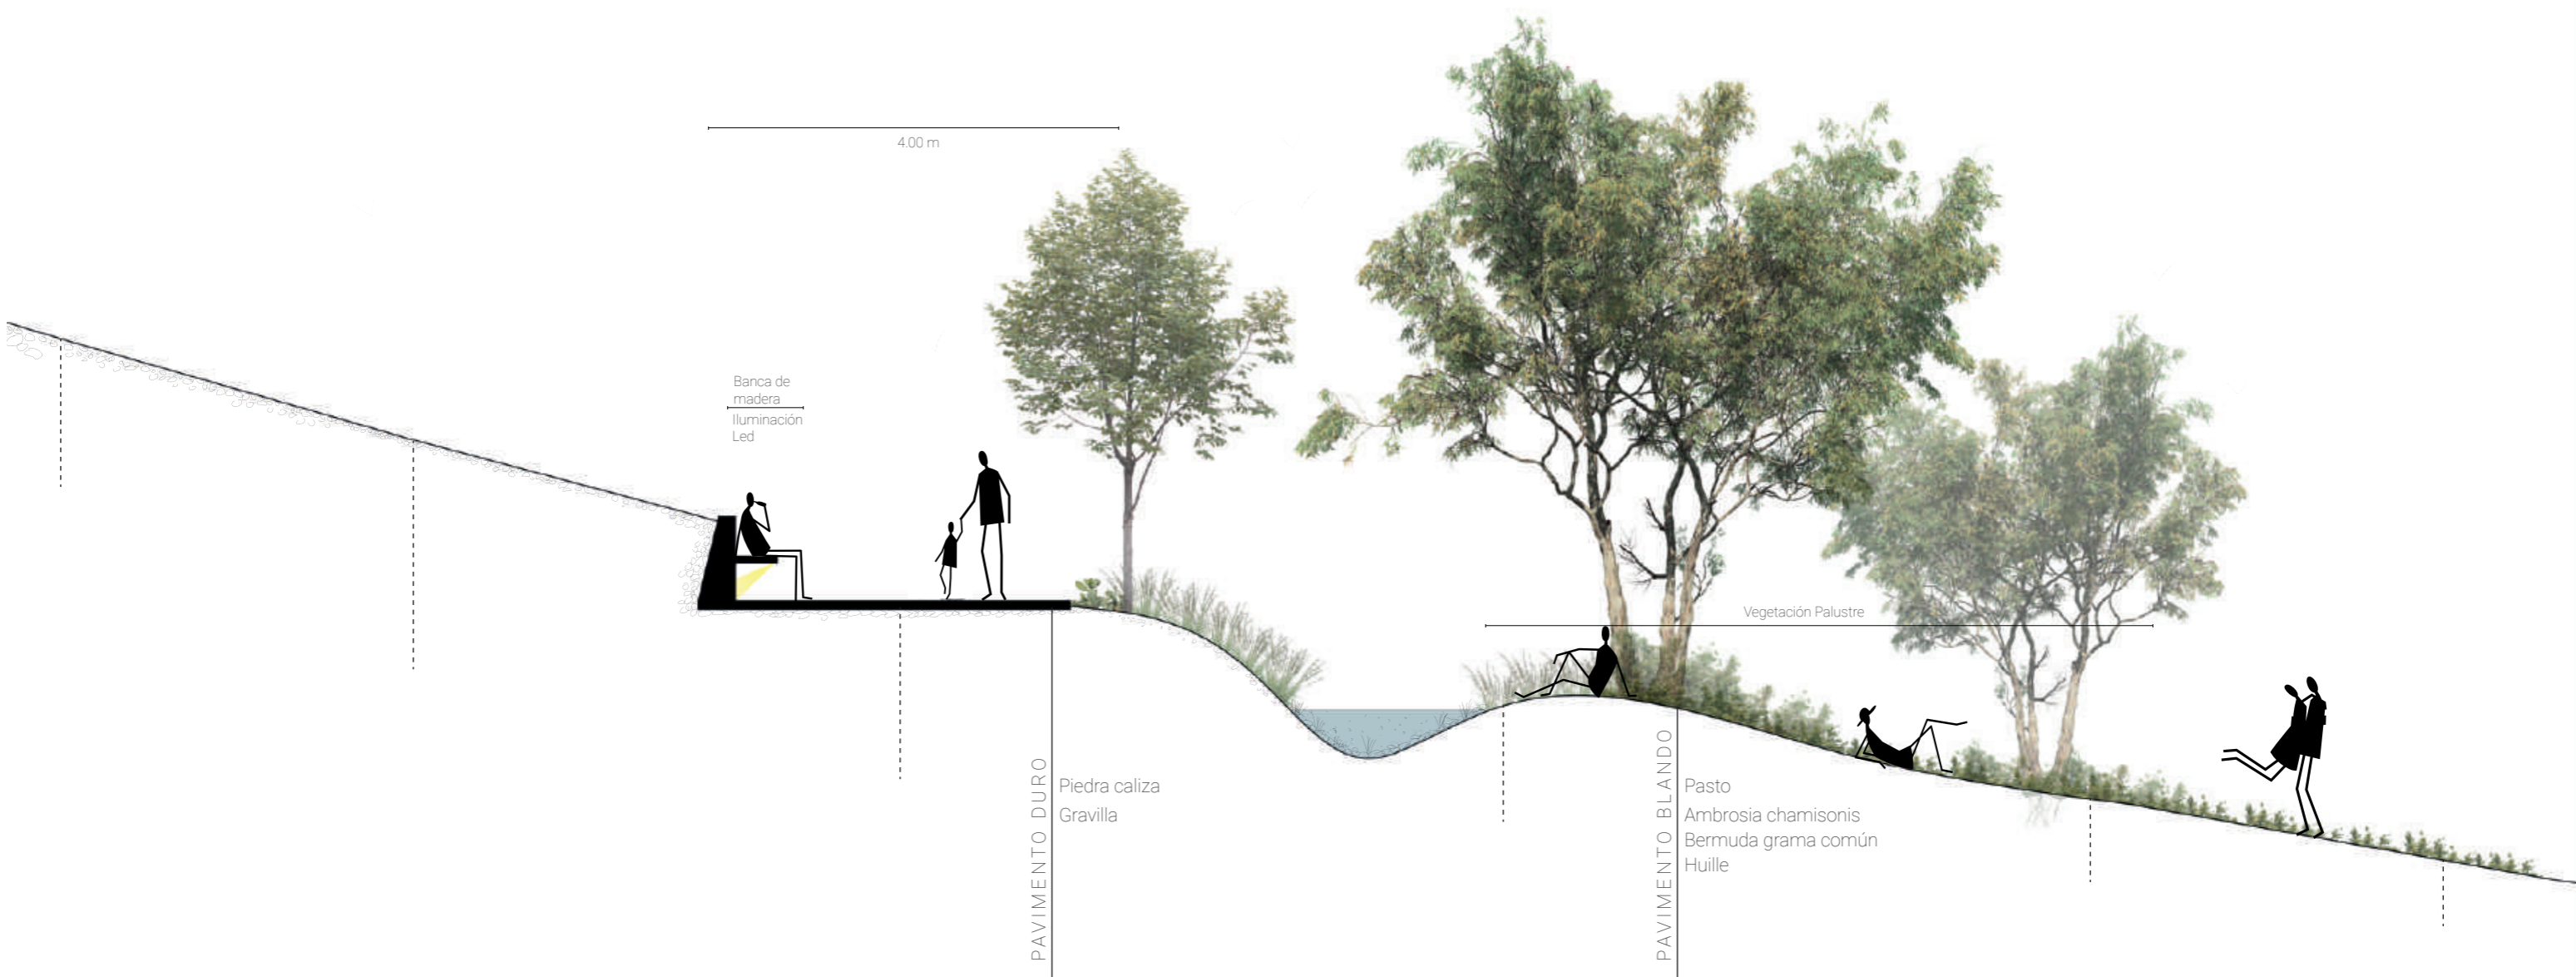 4.00 m
Banca de
madera
Iluminación
Led
Vegetación Palustre
PAVIMENTO DURO
Piedra caliza
Gravilla
PAVIMENTO BLANDO
Pasto
Ambrosia chamisonis
Bermuda grama común
Huille